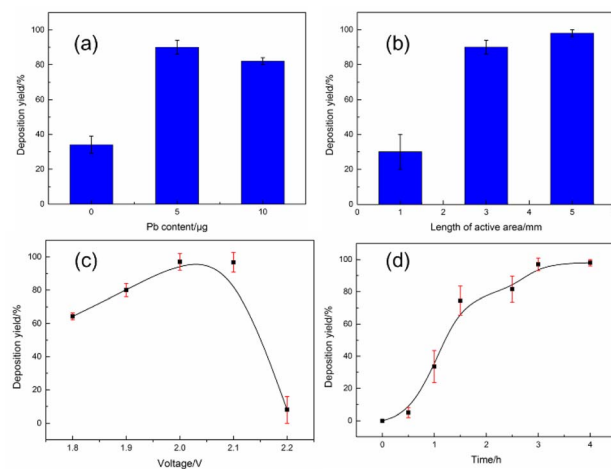 (a)
Deposition yield/%
100
80
60
40
20
0
0 5 10
Pb content/µg
(b)
Deposition yield/%
100
80
60
40
20
0
0 1 2 3 4 5
Length of active area/mm
(c)
Deposition yield/%
100
80
60
40
20
0
1.8 1.9 2.0 2.1 2.2
Voltage/V
(d)
Deposition yield/%
100
80
60
40
20
0
0 1 2 3 4
Time/h